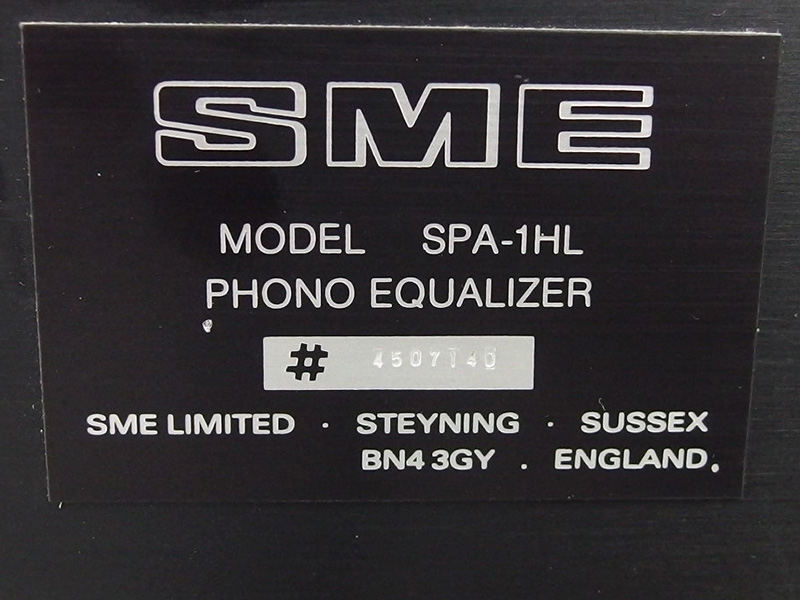 SME
MODEL SPA-1HL
PHONO EQUALIZER
# 4507140
SME LIMITED · STEYNING · SUSSEX
BN4 3GY . ENGLAND.